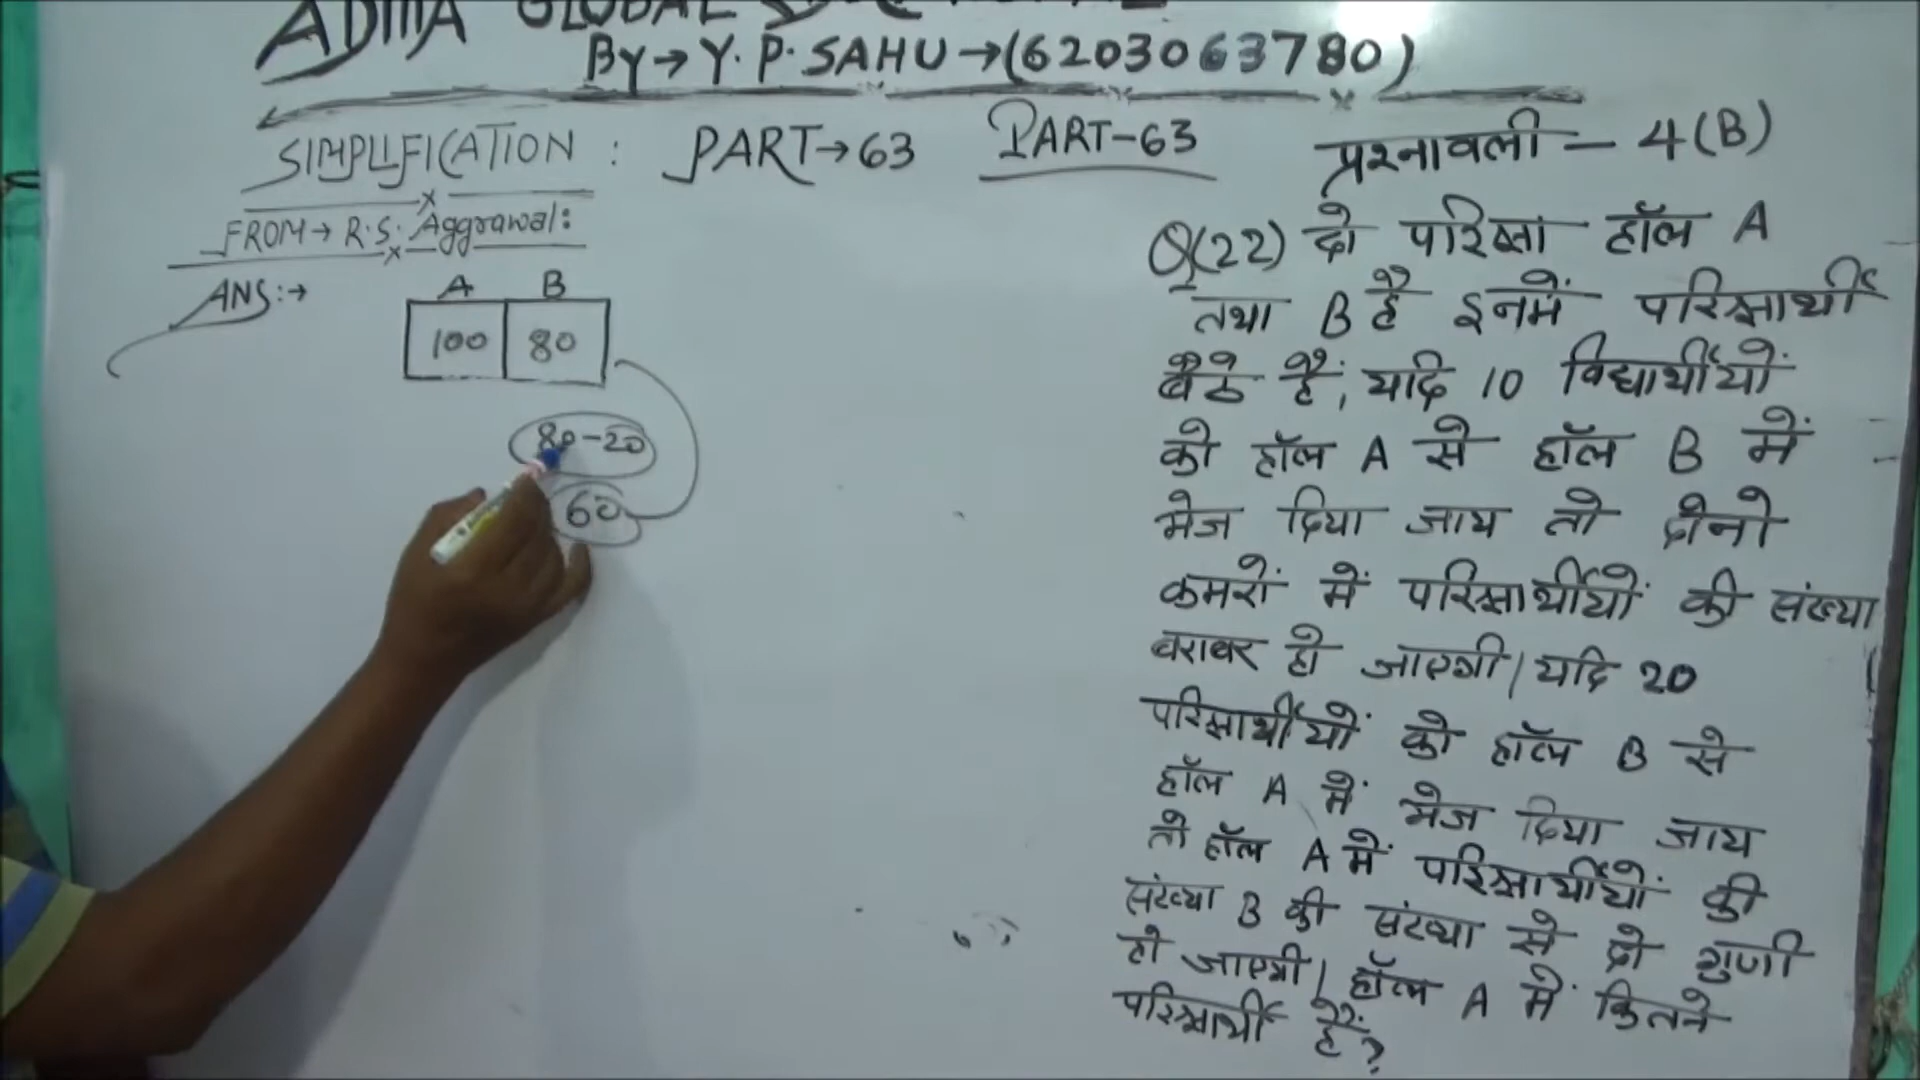 ADITYA GLOBAL
BY → Y. P. SAHU → (6203063780)
SIMPLIFICATION : PART → 63 PART-63
FROM → R.S. Aggrawal:
ANS:→
A B
100 80
80-20
60
प्रश्नावली - 4(B)
Q(22) दो परिक्षा हॉल A
तथा B है इनमें परिक्षार्थी
बैठे हैं, यदि 10 विद्यार्थीयों
को हॉल A से हॉल B में
भेज दिया जाय तो दोनो
कमरों में परिक्षार्थीयों की संख्या
बराबर हो जाएगी। यदि 20
परिक्षार्थीयों को हॉल B से
हॉल A में भेज दिया जाय
तो हॉल A में परिक्षार्थीयों की
संख्या B की संख्या से दो गुणी
हो जाएगी। हॉल A में कितने
परिक्षार्थी हैं?